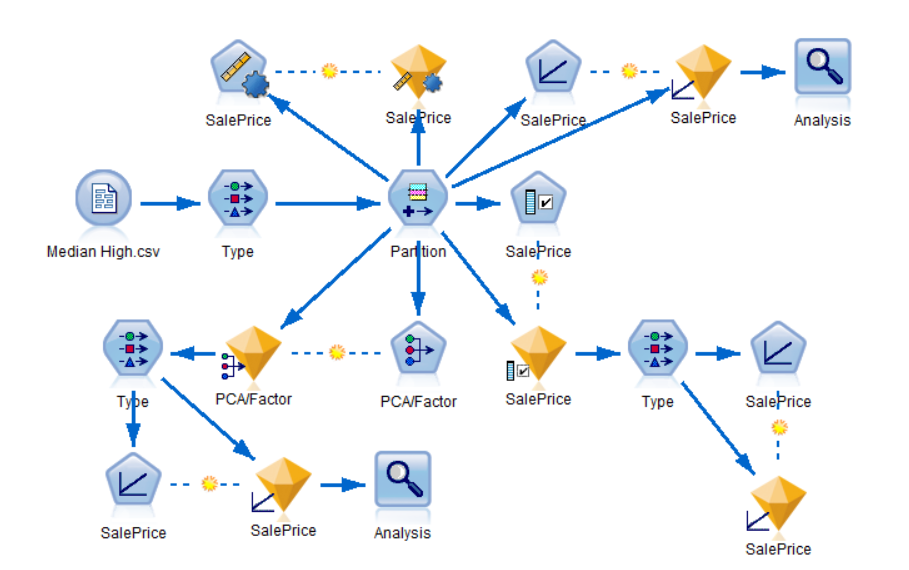 SalePrice
SalePrice
SalePrice
SalePrice
Analysis
Median High.csv
Type
Partition
SalePrice
Type
PCA/Factor
PCA/Factor
SalePrice
Type
SalePrice
SalePrice
SalePrice
Analysis
SalePrice